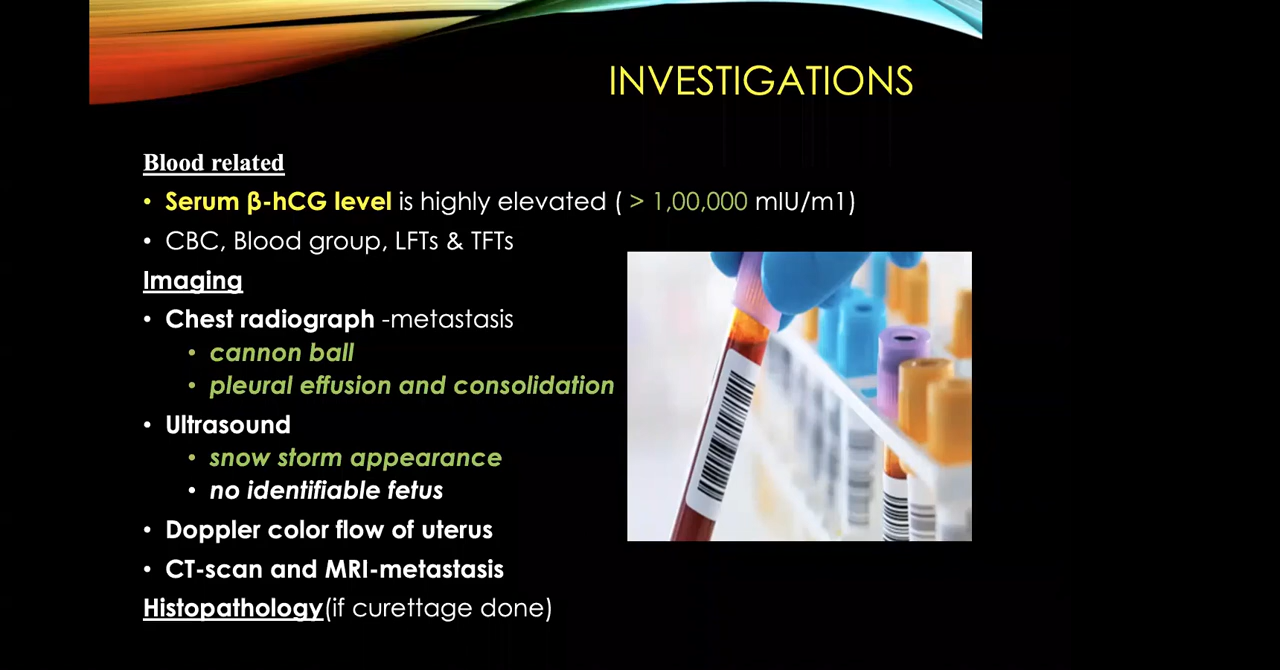 INVESTIGATIONS
Blood related
• Serum β-hCG level is highly elevated ( > 1,00,000 mIU/m1)
• CBC, Blood group, LFTs & TFTs
Imaging
• Chest radiograph -metastasis
• cannon ball
• pleural effusion and consolidation
• Ultrasound
• snow storm appearance
• no identifiable fetus
• Doppler color flow of uterus
• CT-scan and MRI-metastasis
Histopathology(if curettage done)